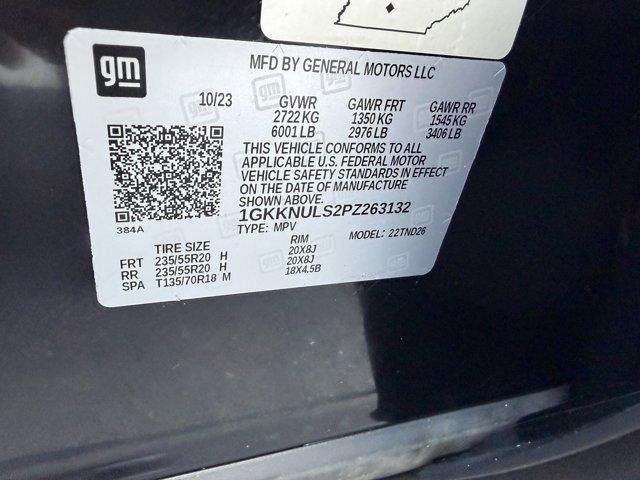 gm
MFD BY GENERAL MOTORS LLC
10/23 GVWR GAWR FRT GAWR RR
2722 KG 1350 KG 1545 KG
6001 LB 2976 LB 3406 LB
THIS VEHICLE CONFORMS TO ALL
APPLICABLE U.S. FEDERAL MOTOR
VEHICLE SAFETY STANDARDS IN EFFECT
ON THE DATE OF MANUFACTURE
SHOWN ABOVE.
1GKKNULS2PZ263132
384A TYPE: MPV MODEL: 22TND26
TIRE SIZE RIM
FRT 235/55R20 H 20X8J
RR 235/55R20 H 20X8J
SPA T135/70R18 M 18X4.5B